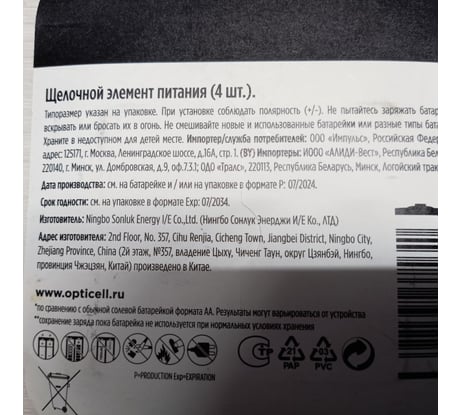 Щелочной элемент питания (4 шт.).
Типоразмер указан на упаковке. При установке соблюдать полярность (+/-). Не пытайтесь заряжать бата
вскрывать или бросать их в огонь. Не смешивайте новые и использованные батарейки или разные типы бата
Храните в недоступном для детей месте. Импортер/служба потребителей: ООО «Импульс», Российская Федера
адрес: 125171, г. Москва, Ленинградское шоссе, д.16А, стр. 1. (BY) Импортеры: ИООО «АЛИДИ-Вест», Республика Бел
220140, г. Минск, ул. Домбровская, д.9, оф.7.3.1; ОДО «Тралс», 220113, Республика Беларусь, Минск, Логойский трак
Дата производства: см. на батарейке и / или на упаковке в формате P: 07/2024.
Срок годности: см. на упаковке в формате Exp: 07/2034.
Изготовитель: Ningbo Sonluk Energy I/E Co.,Ltd. (Нингбо Сонлук Энерджи И/Е Ко., ЛТД)
Адрес изготовителя: 2nd Floor, No. 357, Cihu Renjia, Cicheng Town, Jiangbei District, Ningbo City,
Zhejiang Province, China (2й этаж, №357, владение Цыху, Чиченг Таун, округ Цзянбэй, Нингбо,
провинция Чжэцзян, Китай) произведено в Китае.
www.opticell.ru
*по сравнению с обычной солевой батарейкой формата АА. Результаты могут варьироваться от устройства
**сохранение заряда пока батарейка не используется при нормальных условиях хранения
P=PRODUCTION Exp=EXPIRATION
21
PAP
03
PVC